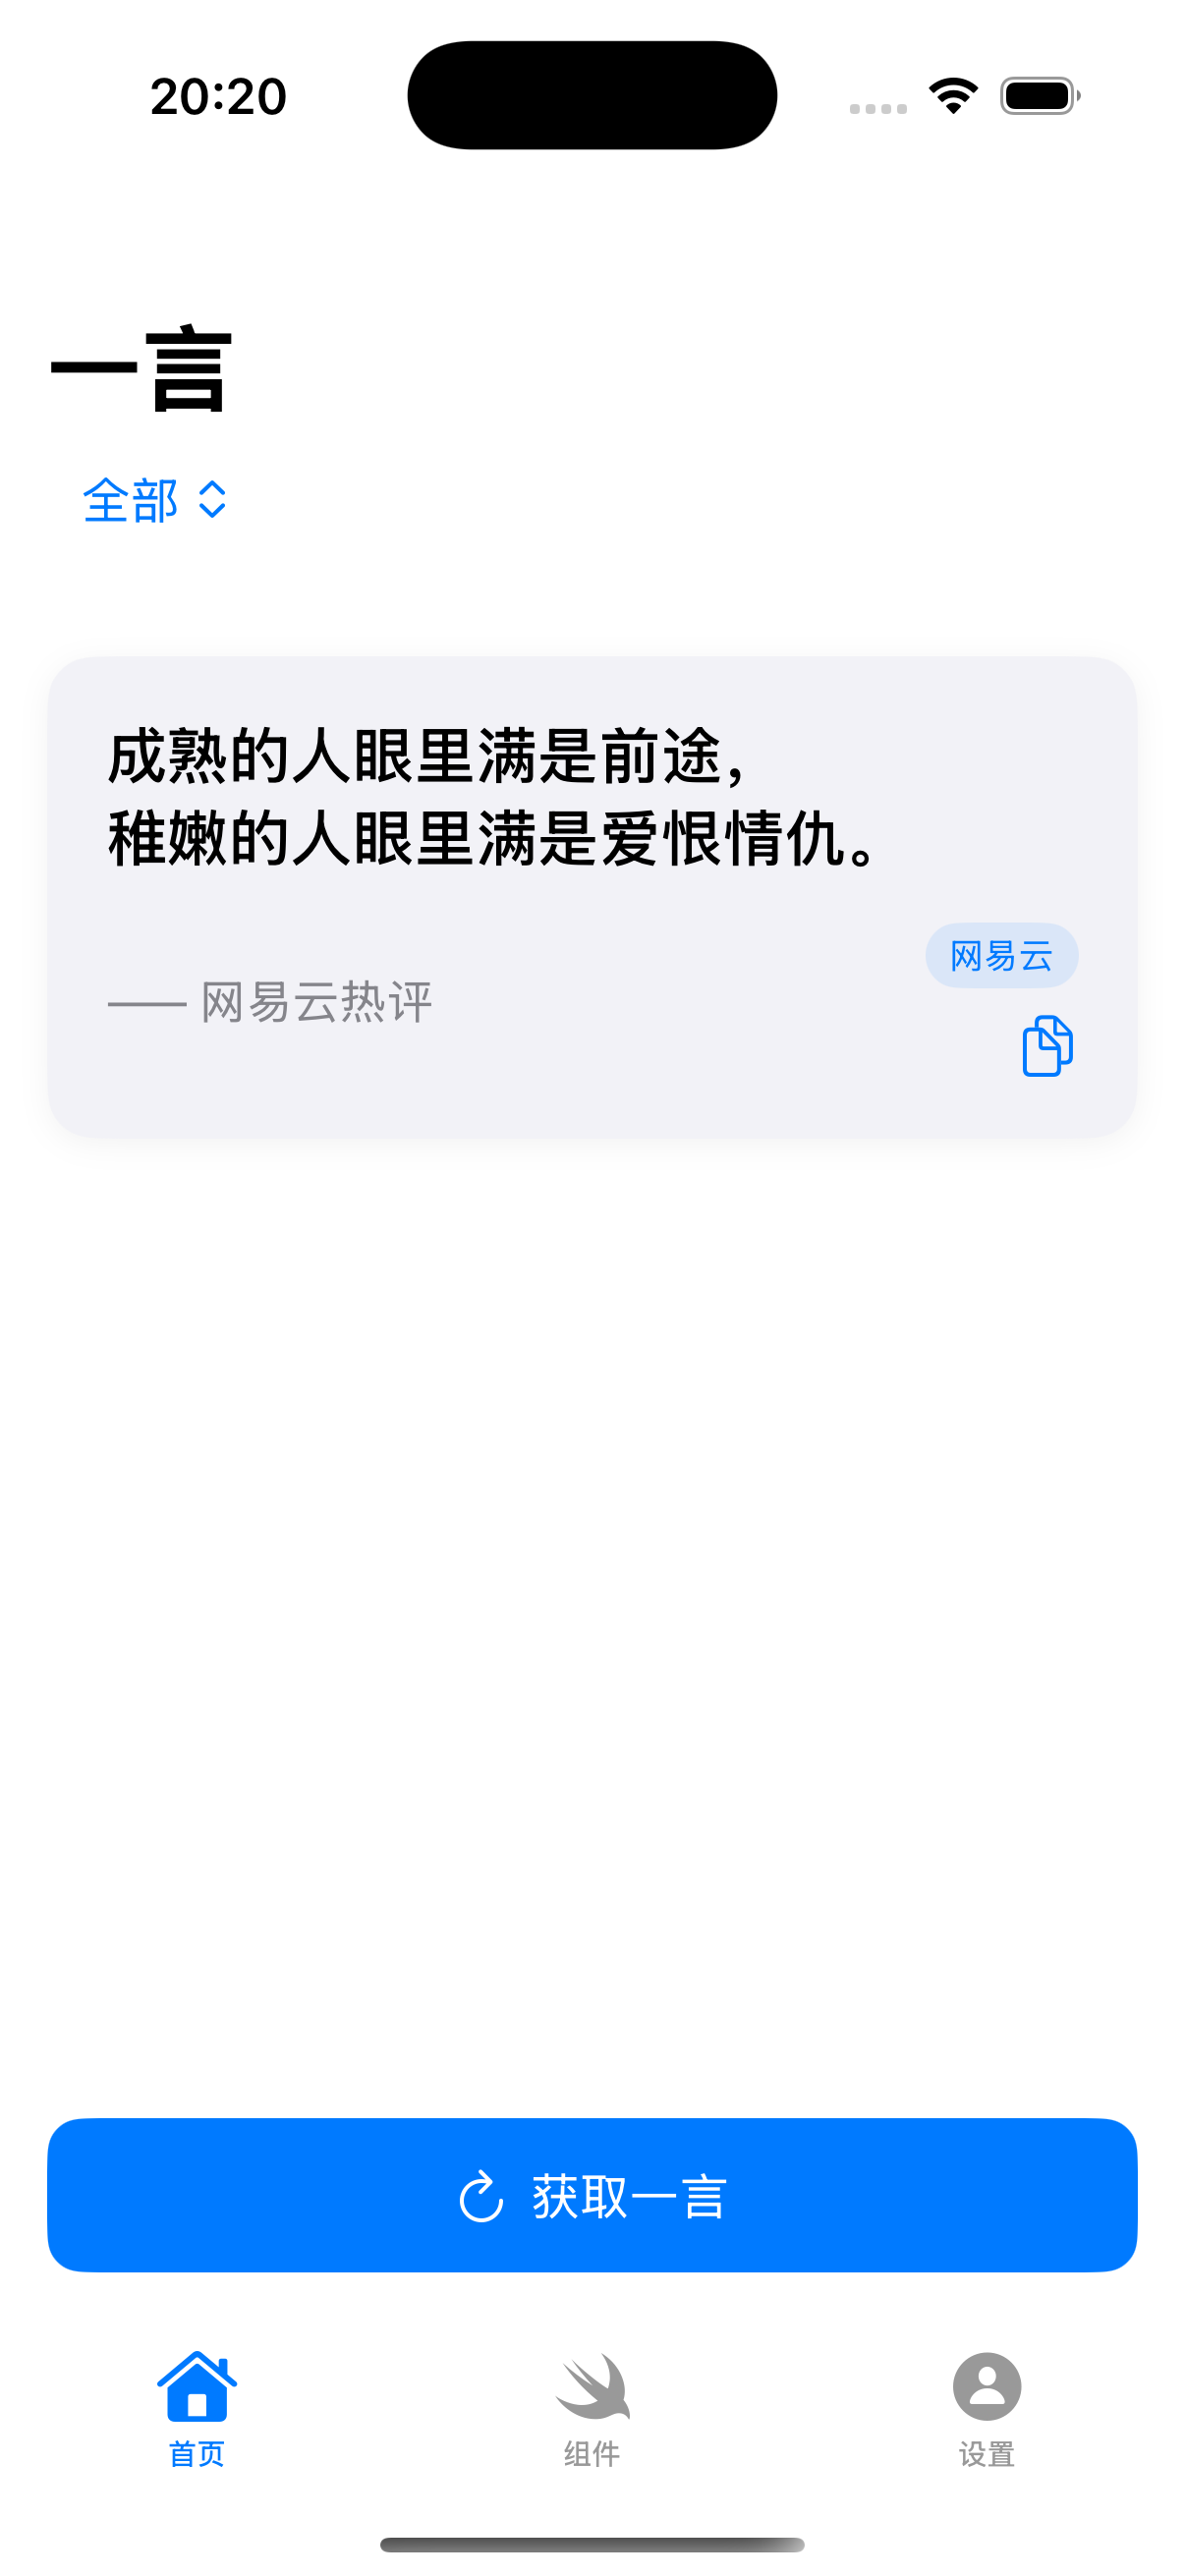 20:20
一言
全部
成熟的人眼里满是前途，
稚嫩的人眼里满是爱恨情仇。
网易云
—— 网易云热评
获取一言
首页
组件
设置